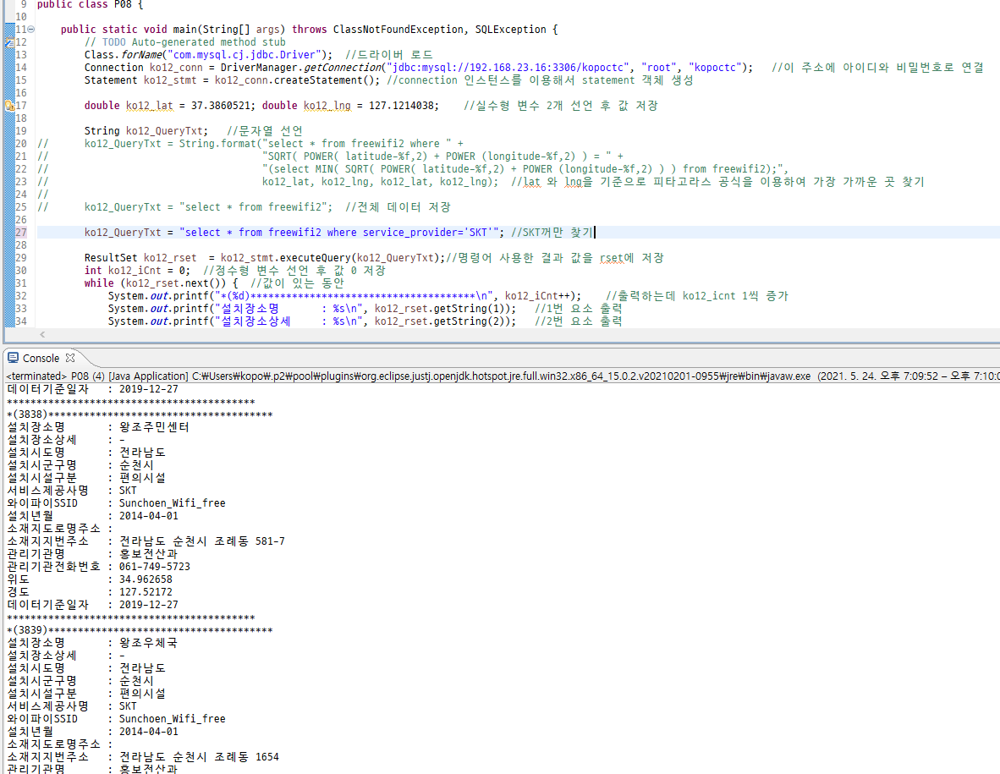 9 public class P08 {
10
11 public static void main(String[] args) throws ClassNotFoundException, SQLException {
12 // TODO Auto-generated method stub
13 Class.forName("com.mysql.cj.jdbc.Driver"); //드라이버 로드
14 Connection ko12_conn = DriverManager.getConnection("jdbc:mysql://192.168.23.16:3306/kopoctc", "root", "kopoctc"); //이 주소에 아이디와 비밀번호로 연결
15 Statement ko12_stmt = ko12_conn.createStatement(); //connection 인스턴스를 이용해서 statement 객체 생성
16
17 double ko12_lat = 37.3860521; double ko12_lng = 127.1214038; //실수형 변수 2개 선언 후 값 저장
18
19 String ko12_QueryTxt; //문자열 선언
20 // ko12_QueryTxt = String.format("select * from freewifi2 where " +
21 // "SQRT( POWER( latitude-%f,2) + POWER (longitude-%f,2) ) = " +
22 // "(select MIN( SQRT( POWER( latitude-%f,2) + POWER (longitude-%f,2) ) ) from freewifi2);",
23 // ko12_lat, ko12_lng, ko12_lat, ko12_lng); //lat 와 lng을 기준으로 피타고라스 공식을 이용하여 가장 가까운 곳 찾기
24 //
25 // ko12_QueryTxt = "select * from freewifi2"; //전체 데이터 저장
26
27 ko12_QueryTxt = "select * from freewifi2 where service_provider='SKT'"; //SKT꺼만 찾기
28
29 ResultSet ko12_rset = ko12_stmt.executeQuery(ko12_QueryTxt);//명령어 사용한 결과 값을 rset에 저장
30 int ko12_iCnt = 0; //정수형 변수 선언 후 값 0 저장
31 while (ko12_rset.next()) { //값이 있는 동안
32 System.out.printf("*(%d)**************************************\n", ko12_iCnt++); //출력하는데 ko12_icnt 1씩 증가
33 System.out.printf("설치장소명 : %s\n", ko12_rset.getString(1)); //1번 요소 출력
34 System.out.printf("설치장소상세 : %s\n", ko12_rset.getString(2)); //2번 요소 출력
Console
<terminated> P08 (4) [Java Application] C:₩Users₩kopo₩.p2₩pool₩plugins₩org.eclipse.justj.openjdk.hotspot.jre.full.win32.x86_64_15.0.2.v20210201-0955₩jre₩bin₩javaw.exe (2021. 5. 24. 오후 7:09:52 – 오후 7:10:0
데이터기준일자 : 2019-12-27
******************************************
*(3838)**************************************
설치장소명 : 왕조주민센터
설치장소상세 : -
설치시도명 : 전라남도
설치시군구명 : 순천시
설치시설구분 : 편의시설
서비스제공사명 : SKT
와이파이SSID : Sunchoen_Wifi_free
설치년월 : 2014-04-01
소재지도로명주소 :
소재지지번주소 : 전라남도 순천시 조례동 581-7
관리기관명 : 홍보전산과
관리기관전화번호 : 061-749-5723
위도 : 34.962658
경도 : 127.52172
데이터기준일자 : 2019-12-27
******************************************
*(3839)**************************************
설치장소명 : 왕조우체국
설치장소상세 : -
설치시도명 : 전라남도
설치시군구명 : 순천시
설치시설구분 : 편의시설
서비스제공사명 : SKT
와이파이SSID : Sunchoen_Wifi_free
설치년월 : 2014-04-01
소재지도로명주소 :
소재지지번주소 : 전라남도 순천시 조례동 1654
관리기관명 : 홍보전산과